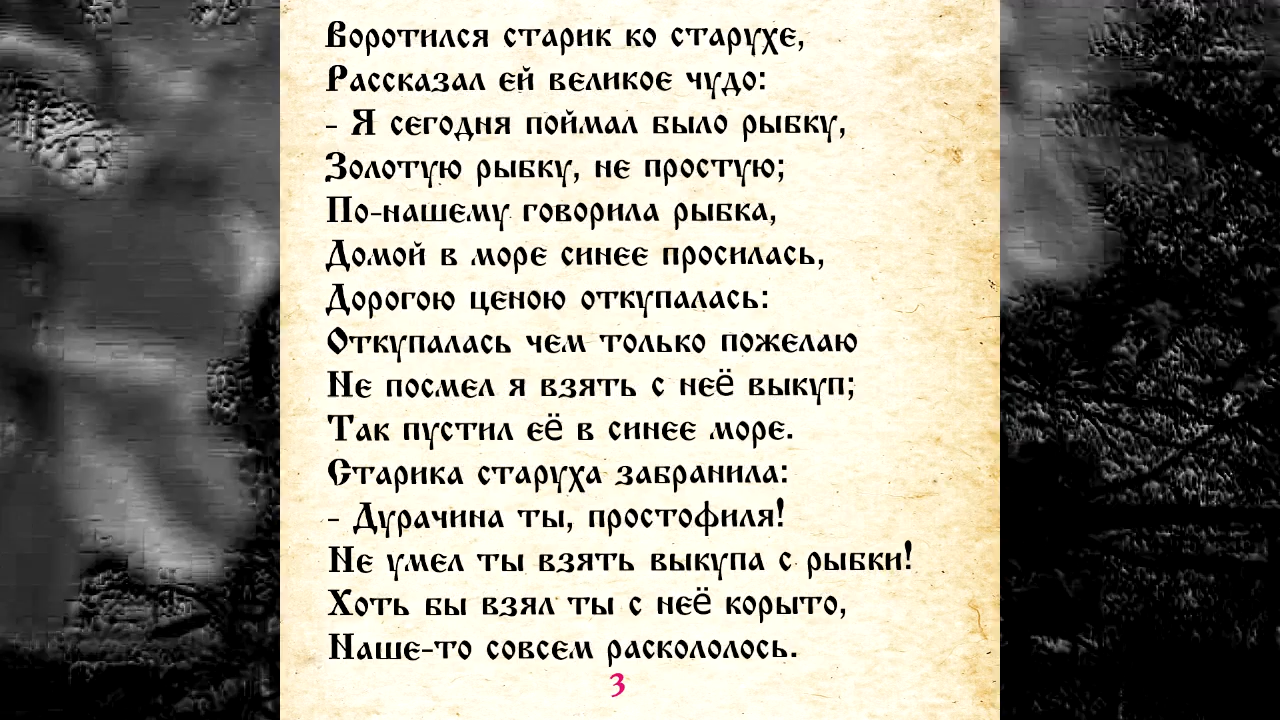 Воротился старик ко старухе,
Рассказал ей великое чудо:
- Я сегодня поймал было рыбку,
Золотую рыбку, не простую;
По-нашему говорила рыбка,
Домой в море синее просилась,
Дорогою ценою откупалась:
Откупалась чем только пожелаю
Не посмел я взять с неё выкуп;
Так пустил её в синее море.
Старика старуха забранила:
- Дурачина ты, простофиля!
Не умел ты взять выкупа с рыбки!
Хоть бы взял ты с неё корыто,
Наше-то совсем раскололось.
3